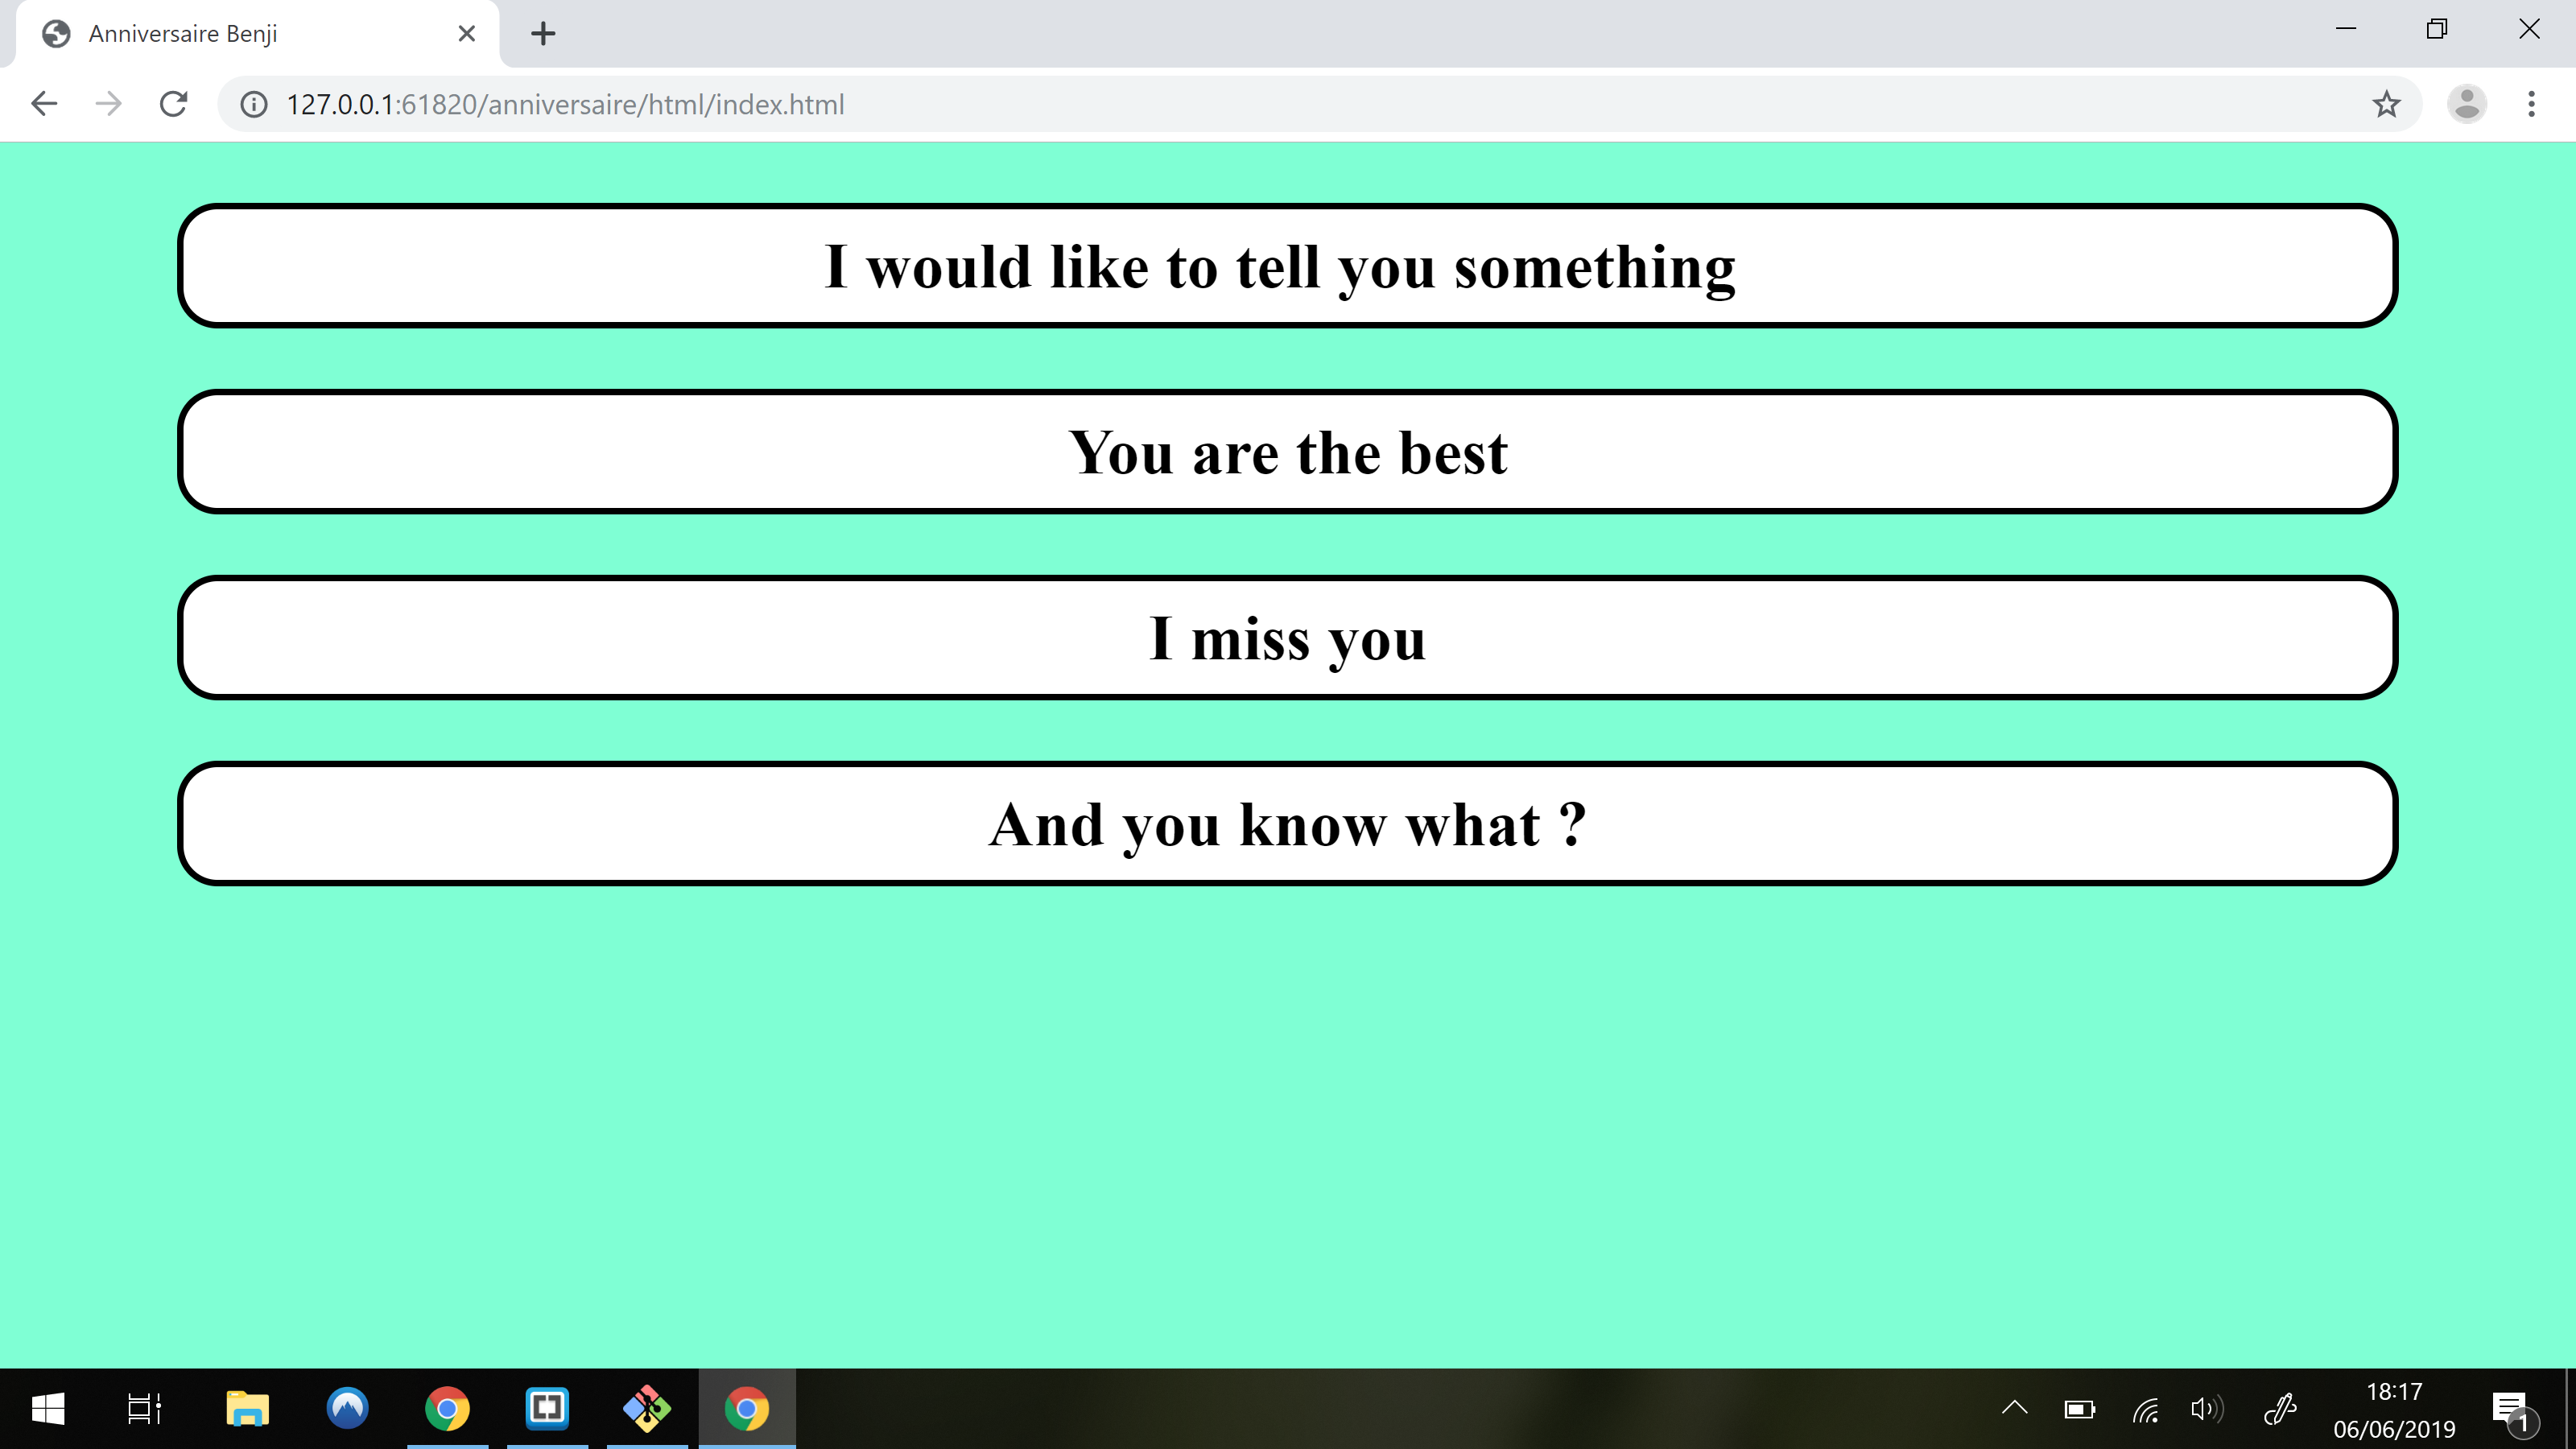 Anniversaire Benji
127.0.0.1:61820/anniversaire/html/index.html
I would like to tell you something
You are the best
I miss you
And you know what ?
18:17
06/06/2019
1